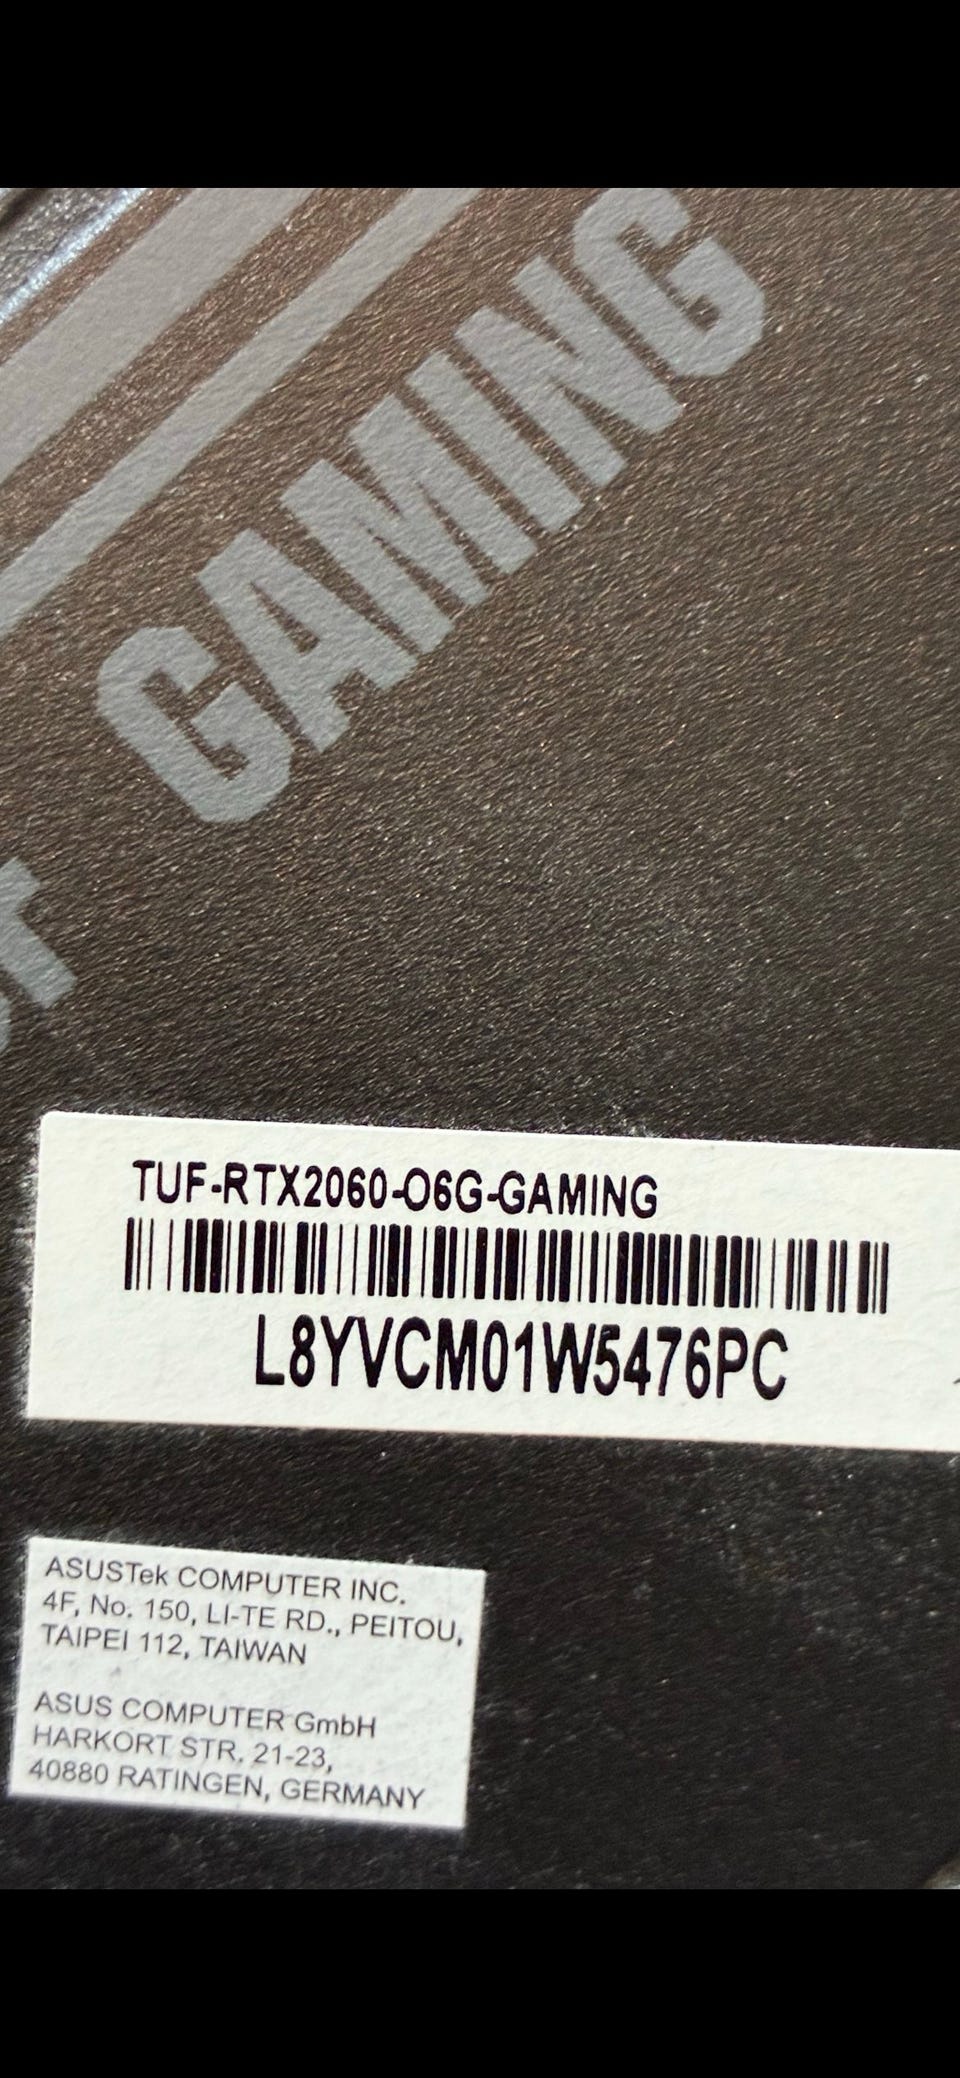 GAMING
TUF-RTX2060-O6G-GAMING
L8YVCM01W5476PC
ASUSTek COMPUTER INC.
4F, No. 150, LI-TE RD., PEITOU,
TAIPEI 112, TAIWAN
ASUS COMPUTER GmbH
HARKORT STR. 21-23,
40880 RATINGEN, GERMANY